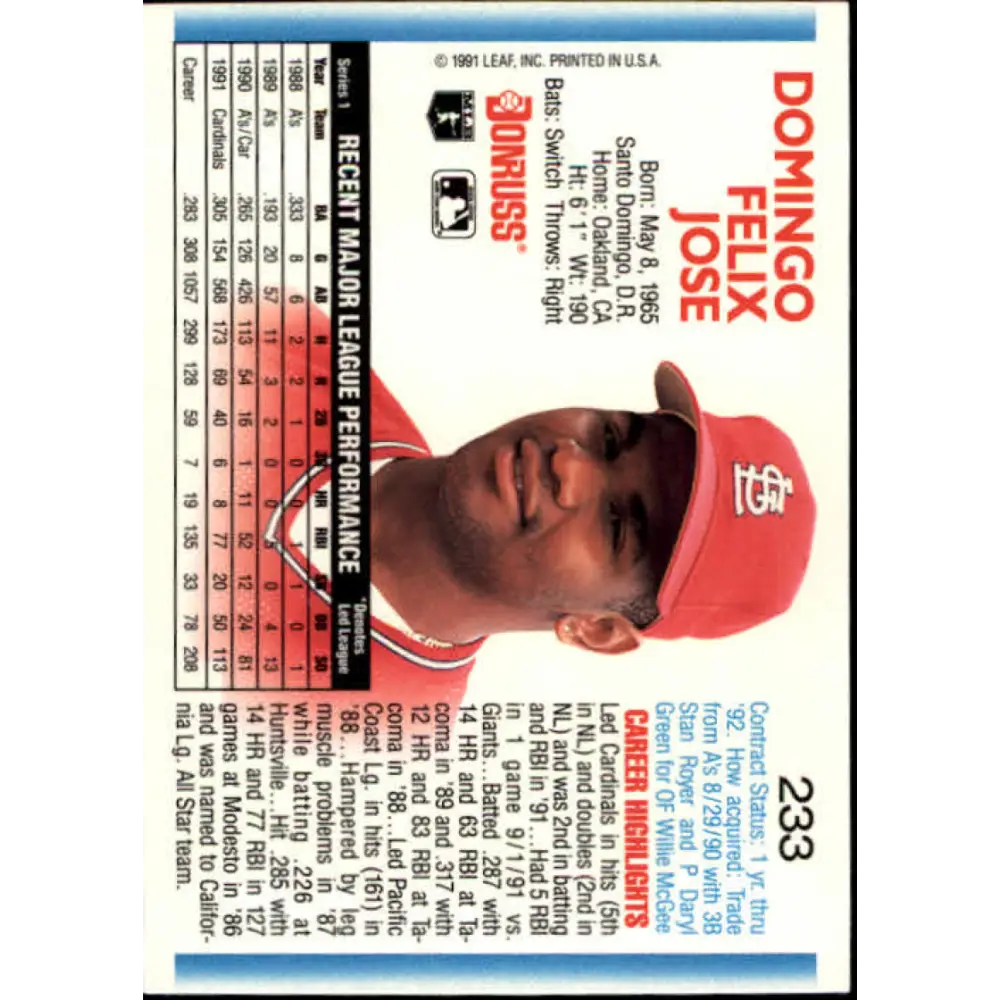 DOMINGO
FELIX
JOSE
Born: May 8, 1965
Santo Domingo, D.R.
Home: Oakland, CA
Ht: 6'1" Wt: 190
Bats: Switch Throws: Right
DONRUSS®
MLB
© 1991 LEAF, INC. PRINTED IN U.S.A.
233
Contract Status: 1 yr. thru
'92. How acquired: Trade
from A's 8/29/90 with 3B
Stan Royer and P Daryl
Green for OF Willie McGee
CAREER HIGHLIGHTS
Led Cardinals in hits (5th
in NL) and doubles (2nd in
NL) and was 2nd in batting
and RBI in '91...Had 5 RBI
in 1 game 9/1/91 vs.
Giants...Batted .287 with
14 HR and 63 RBI at Ta-
coma in '89 and .317 with
12 HR and 83 RBI at Ta-
coma in '88...Led Pacific
Coast Lg. in hits (161) in
'88...Hampered by leg
muscle problems in '87
while batting .226 at
Huntsville...Hit .285 with
14 HR and 77 RBI in 127
games at Modesto in '86
and was named to Califor-
nia Lg. All Star team.
Series 1 RECENT MAJOR LEAGUE PERFORMANCE *Denotes
Led League
Year Team BA G AB H R 2B 3B HR RBI SB BB SO
1988 A's .333 8 6 2 2 1 0 0 1 1 0 1
1989 A's .193 20 57 11 3 2 0 0 5 0 4 13
1990 A's/Car .265 126 426 113 54 16 1 11 52 12 24 81
1991 Cardinals .305 154 568 173 69 40 6 8 77 20 50 113
Career .283 308 1057 299 128 59 7 19 135 33 78 208